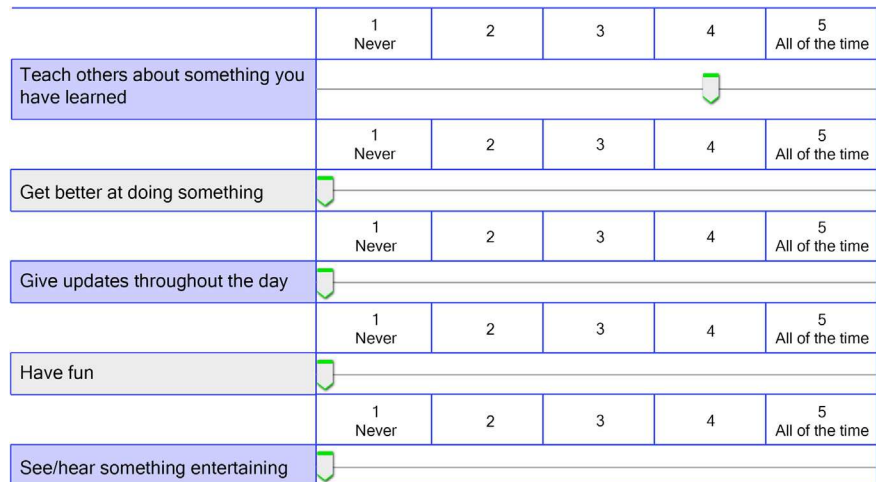 1 2 3 4 5
Never All of the time
Teach others about something you
have learned
1 2 3 4 5
Never All of the time
Get better at doing something
1 2 3 4 5
Never All of the time
Give updates throughout the day
1 2 3 4 5
Never All of the time
Have fun
1 2 3 4 5
Never All of the time
See/hear something entertaining